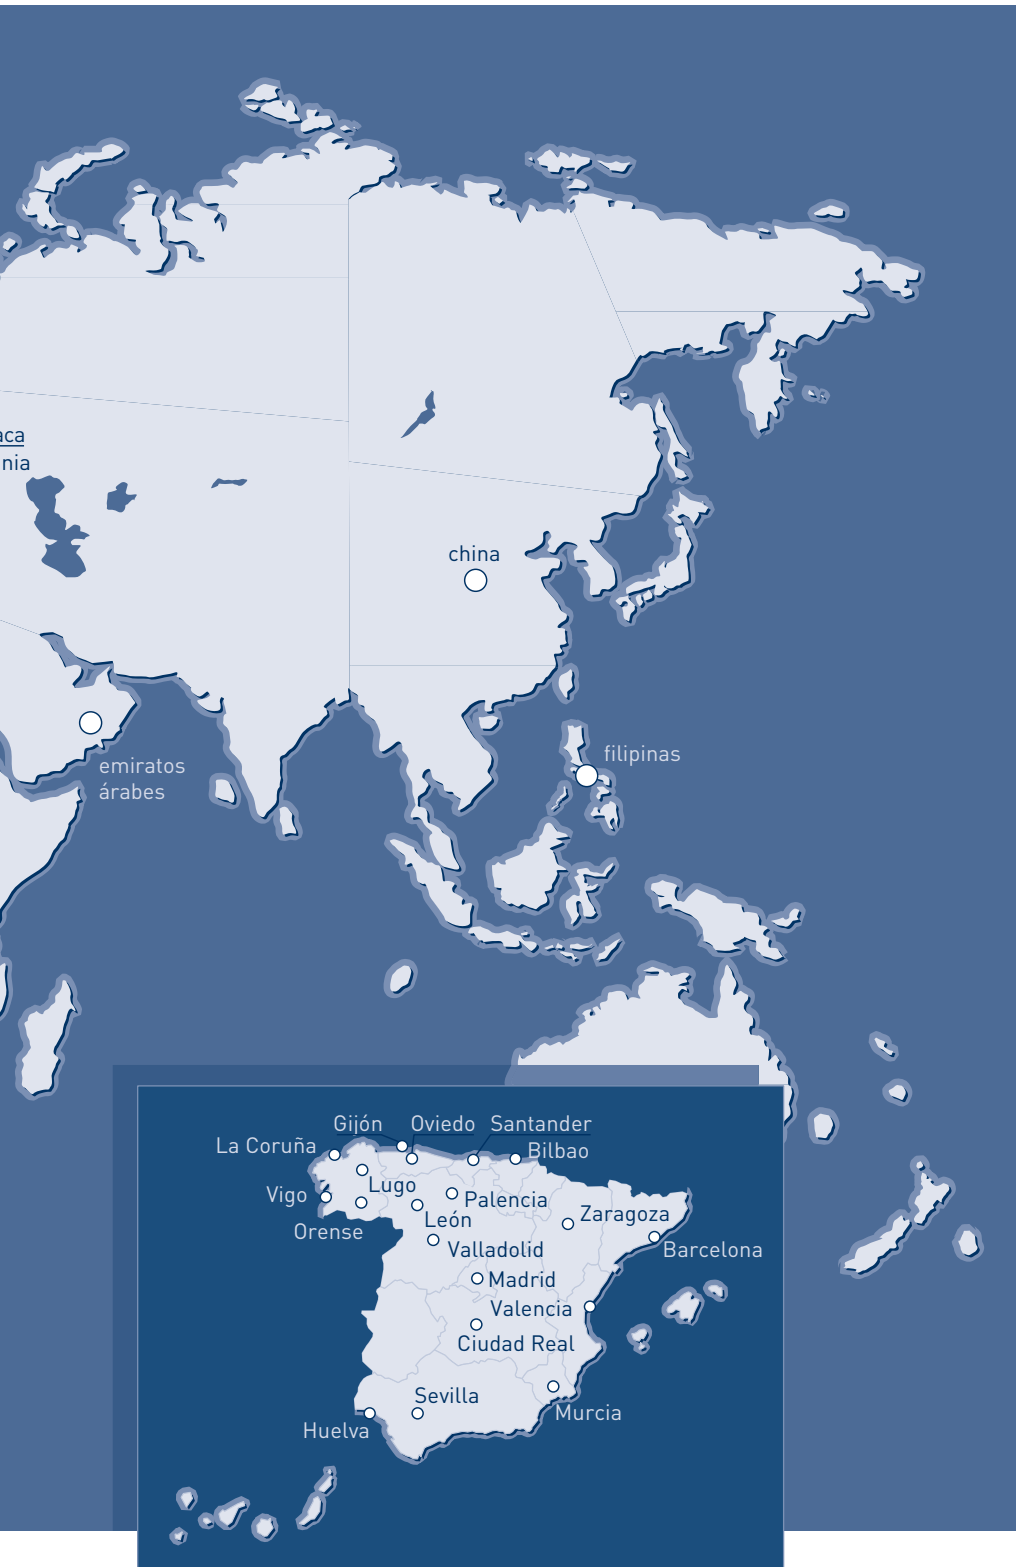 china
filipinas
emiratos
árabes
Gijón
Oviedo
Santander
La Coruña
Bilbao
Lugo
Vigo
Palencia
Orense
León
Zaragoza
Valladolid
Barcelona
Madrid
Valencia
Ciudad Real
Sevilla
Murcia
Huelva